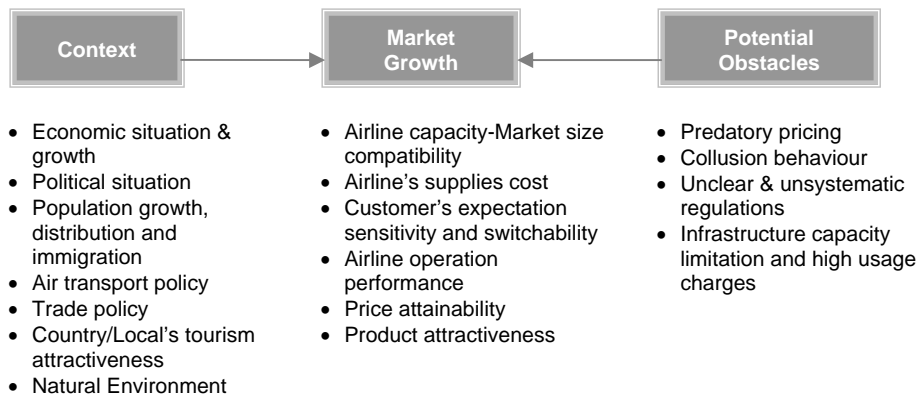 Context
Market
Growth
Potential
Obstacles
• Economic situation &
growth
• Political situation
• Population growth,
distribution and
immigration
• Air transport policy
• Trade policy
• Country/Local's tourism
attractiveness
• Natural Environment
• Airline capacity-Market size
compatibility
• Airline's supplies cost
• Customer's expectation
sensitivity and switchability
• Airline operation
performance
• Price attainability
• Product attractiveness
• Predatory pricing
• Collusion behaviour
• Unclear & unsystematic
regulations
• Infrastructure capacity
limitation and high usage
charges